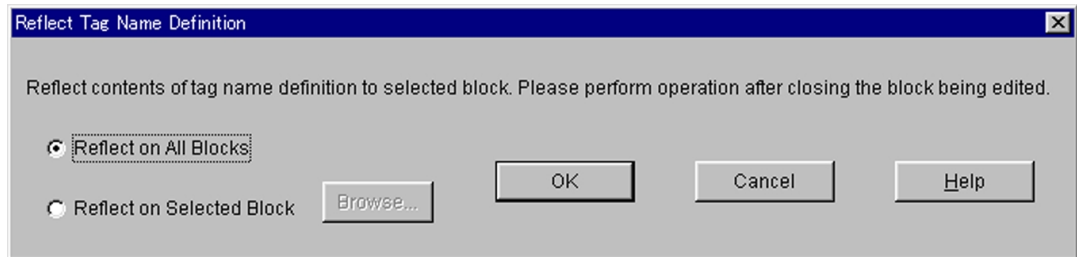 Reflect Tag Name Definition
Reflect contents of tag name definition to selected block. Please perform operation after closing the block being edited.
Reflect on All Blocks
OK
Cancel
Help
Reflect on Selected Block
Browse...